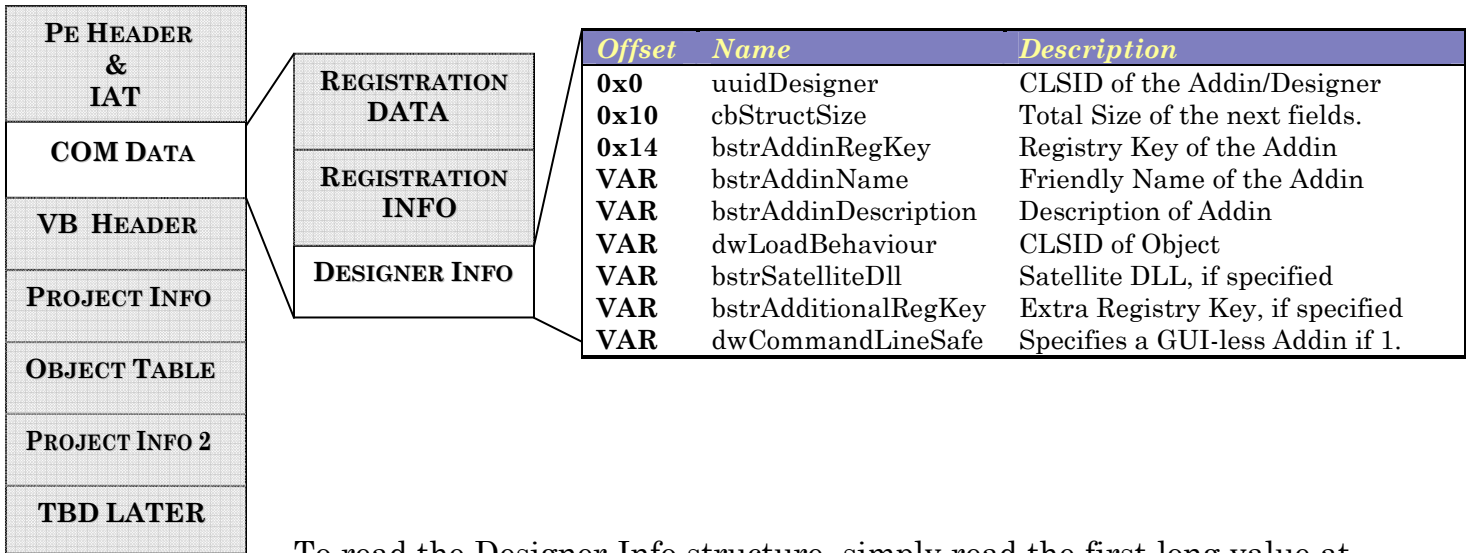 PE HEADER
&
IAT
COM DATA
VB HEADER
PROJECT INFO
OBJECT TABLE
PROJECT INFO 2
TBD LATER
REGISTRATION
DATA
REGISTRATION
INFO
DESIGNER INFO
Offset Name Description
0x0 uuidDesigner CLSID of the Addin/Designer
0x10 cbStructSize Total Size of the next fields.
0x14 bstrAddinRegKey Registry Key of the Addin
VAR bstrAddinName Friendly Name of the Addin
VAR bstrAddinDescription Description of Addin
VAR dwLoadBehaviour CLSID of Object
VAR bstrSatelliteDll Satellite DLL, if specified
VAR bstrAdditionalRegKey Extra Registry Key, if specified
VAR dwCommandLineSafe Specifies a GUI-less Addin if 1.
To read the Designer Info structure, simply read the first long value at